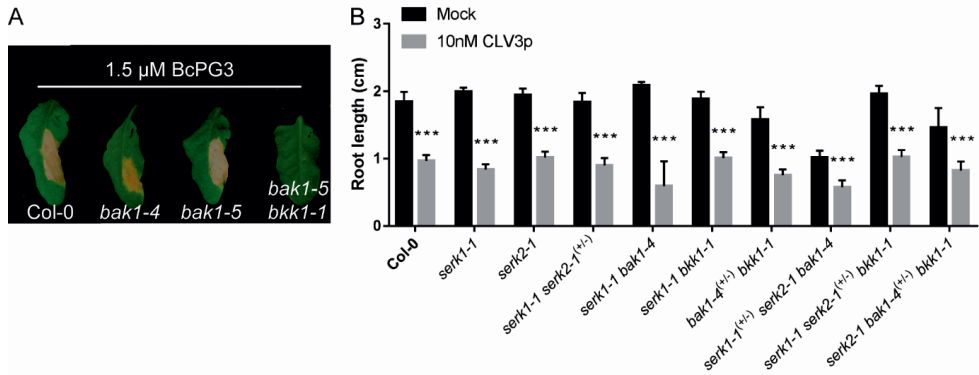 A
1.5 µM BcPG3
Col-0
bak1-4
bak1-5
bak1-5
bkk1-1
B
Mock
10nM CLV3p
Root length (cm)
3
2
1
0
***
***
***
***
***
***
***
***
***
***
Col-0
serk1-1
serk2-1
serk1-1 serk2-1(+/-)
serk1-1 bak1-4
serk1-1 bkk1-1
bak1-4(+/-) bkk1-1
serk1-1(+/-) serk2-1 bak1-4
serk1-1 serk2-1(+/-) bkk1-1
serk2-1 bak1-4(+/-) bkk1-1